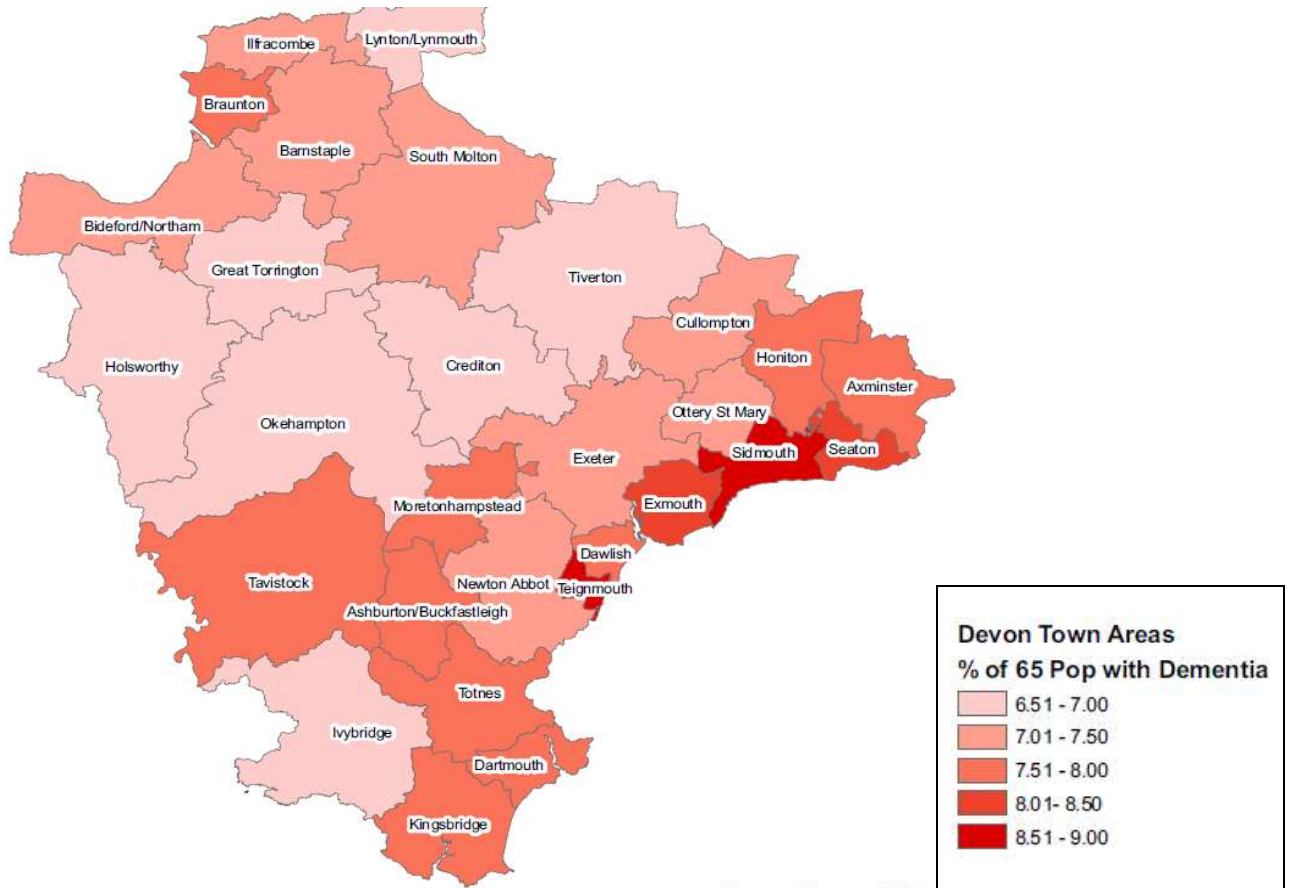 Ilfracombe
Lynton/Lynmouth
Braunton
Barnstaple
South Molton
Bideford/Northam
Great Torrington
Tiverton
Cullompton
Holsworthy
Crediton
Honiton
Axminster
Okehampton
Ottery St Mary
Exeter
Sidmouth
Seaton
Moretonhampstead
Exmouth
Dawlish
Tavistock
Newton Abbot
Teignmouth
Ashburton/Buckfastleigh
Totnes
Ivybridge
Dartmouth
Kingsbridge
Devon Town Areas
% of 65 Pop with Dementia
6.51 - 7.00
7.01 - 7.50
7.51 - 8.00
8.01- 8.50
8.51 - 9.00